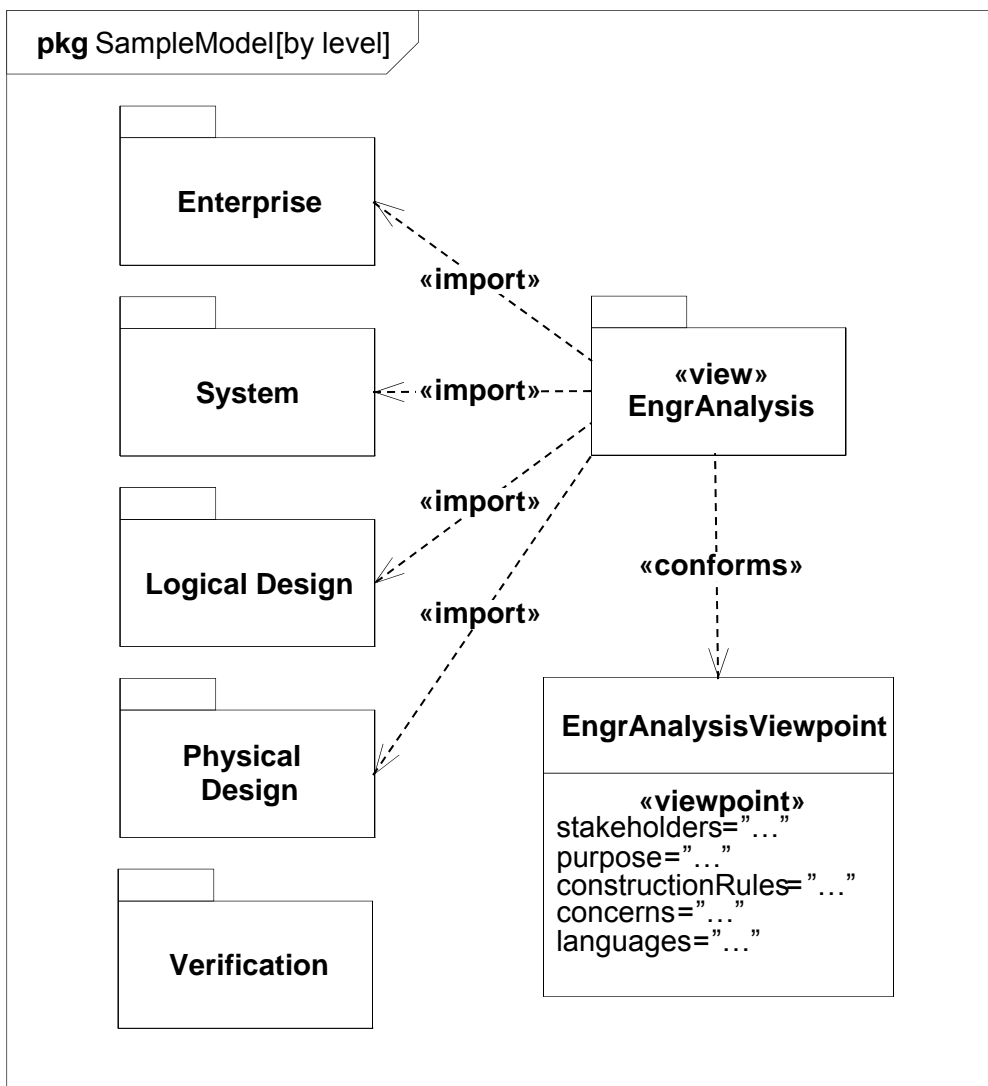 pkg SampleModel[by level]
Enterprise
«import»
System
«import»
«view»
EngrAnalysis
Logical Design
«import»
«conforms»
Physical
Design
«import»
EngrAnalysisViewpoint
«viewpoint»
stakeholders=”…”
purpose=”…”
constructionRules=”…”
concerns=”…”
languages=”…”
Verification